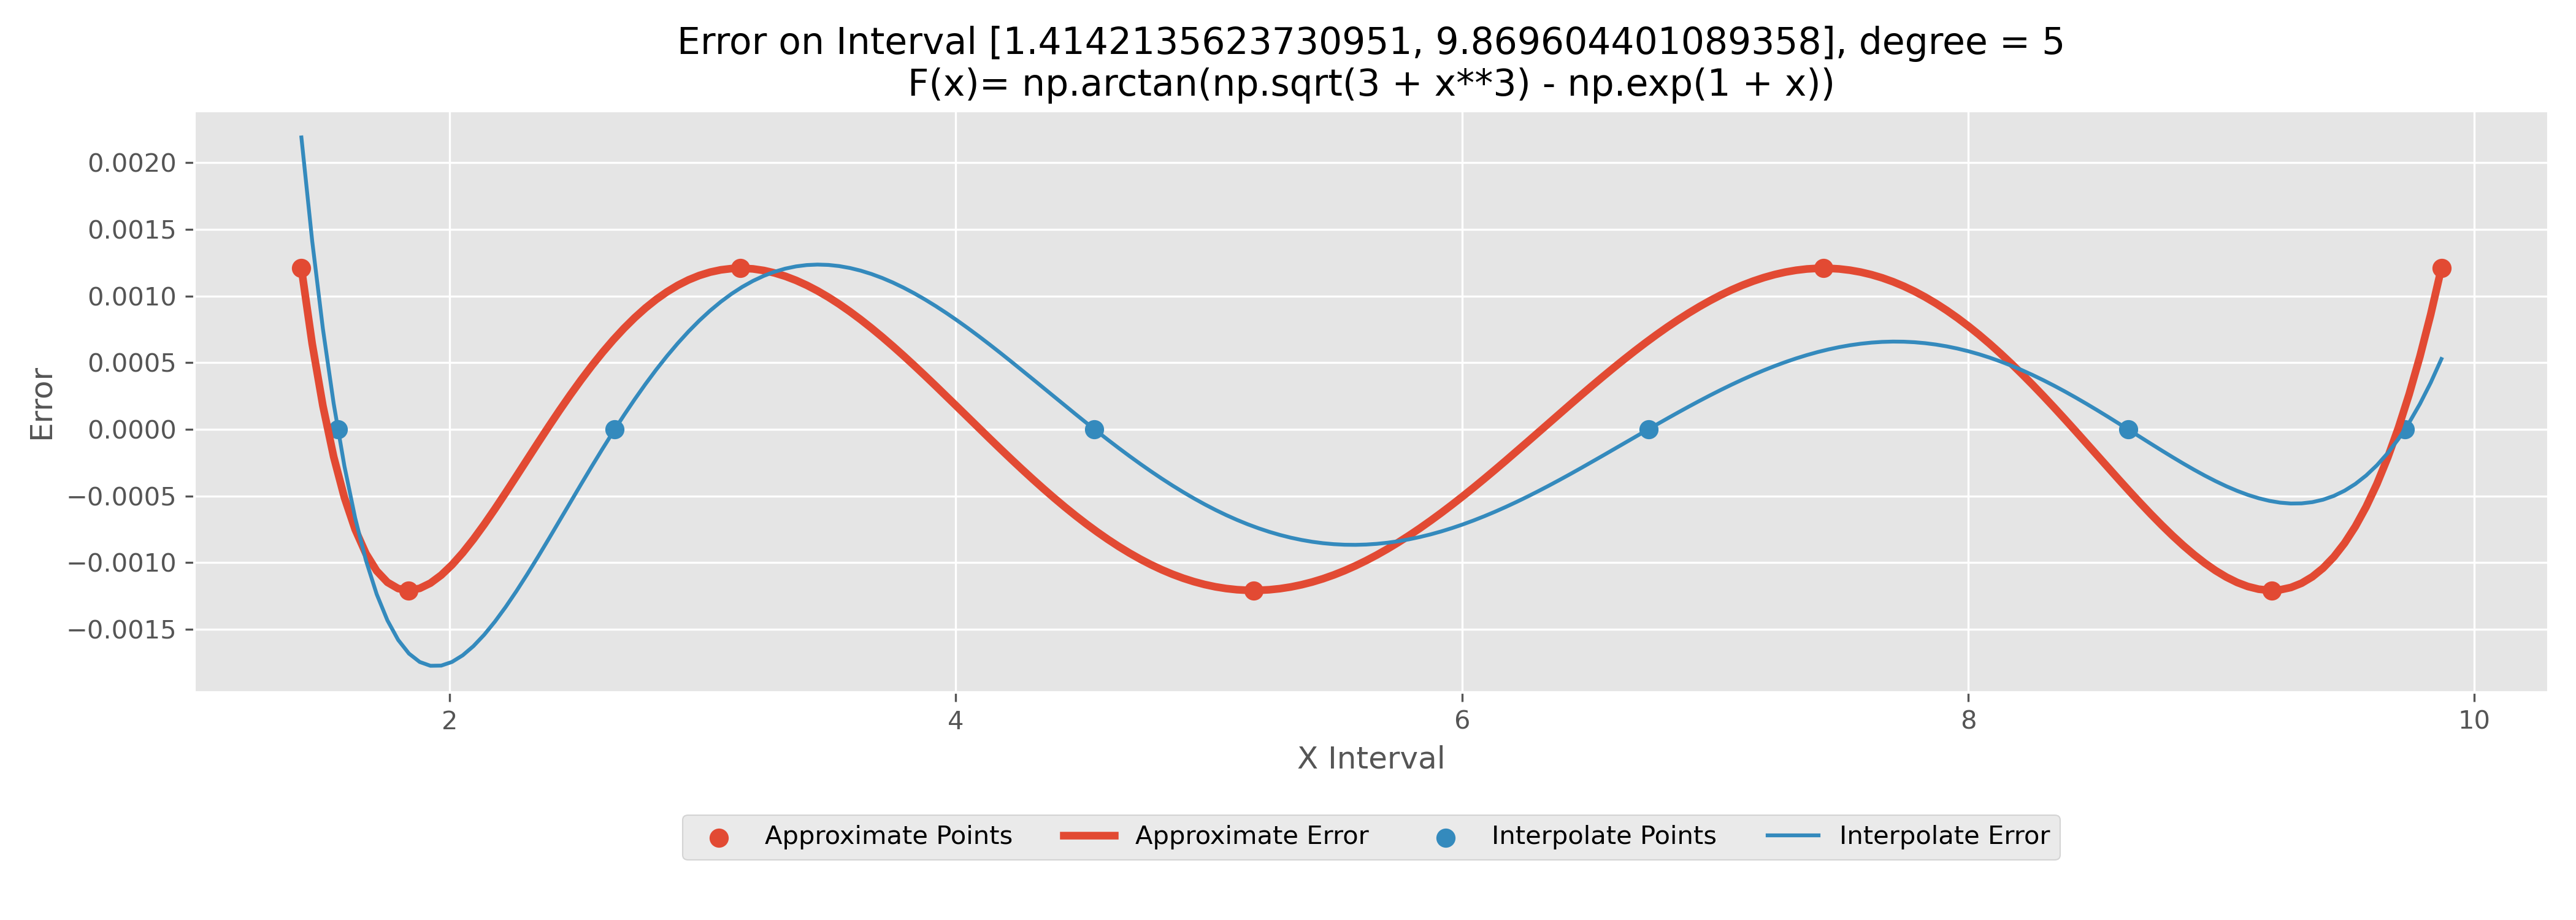 Error on Interval [1.4142135623730951, 9.869604401089358], degree = 5
F(x)= np.arctan(np.sqrt(3 + x**3) - np.exp(1 + x))
Error
0.0020
0.0015
0.0010
0.0005
0.0000
−0.0005
−0.0010
−0.0015
2 4 6 8 10
X Interval
Approximate Points Approximate Error Interpolate Points Interpolate Error